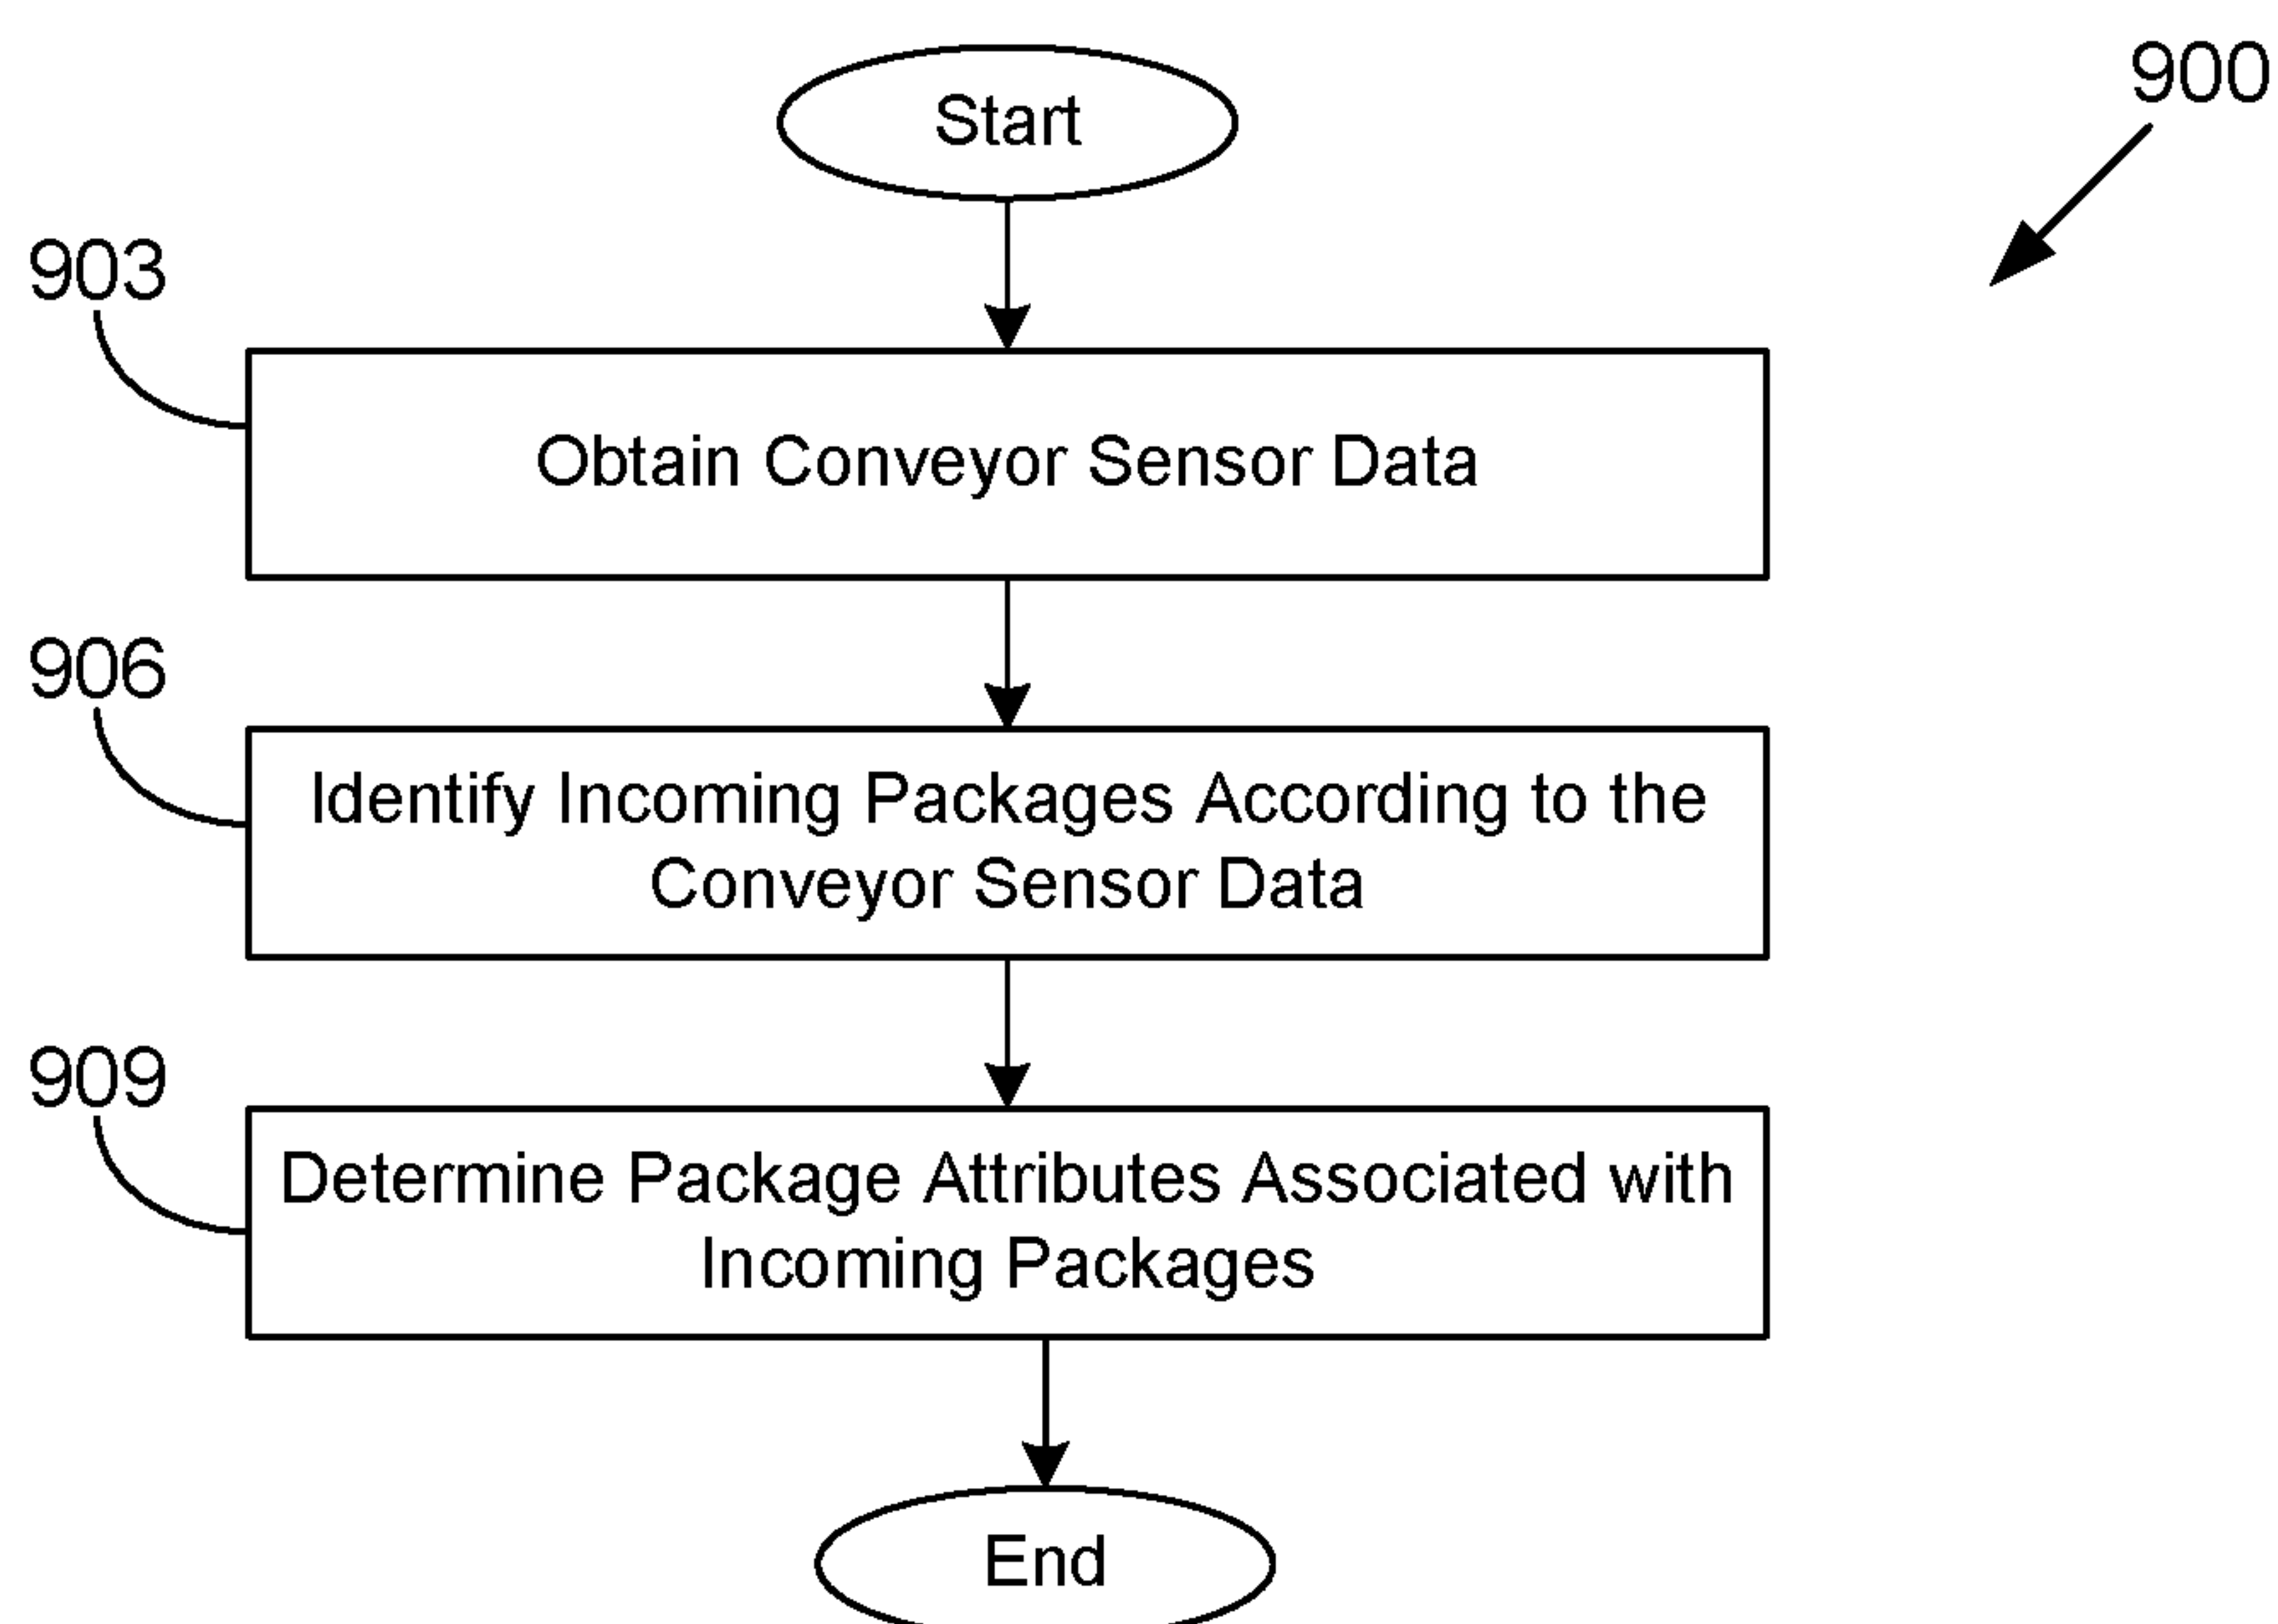 Start
900
903
Obtain Conveyor Sensor Data
906
Identify Incoming Packages According to the
Conveyor Sensor Data
909
Determine Package Attributes Associated with
Incoming Packages
End